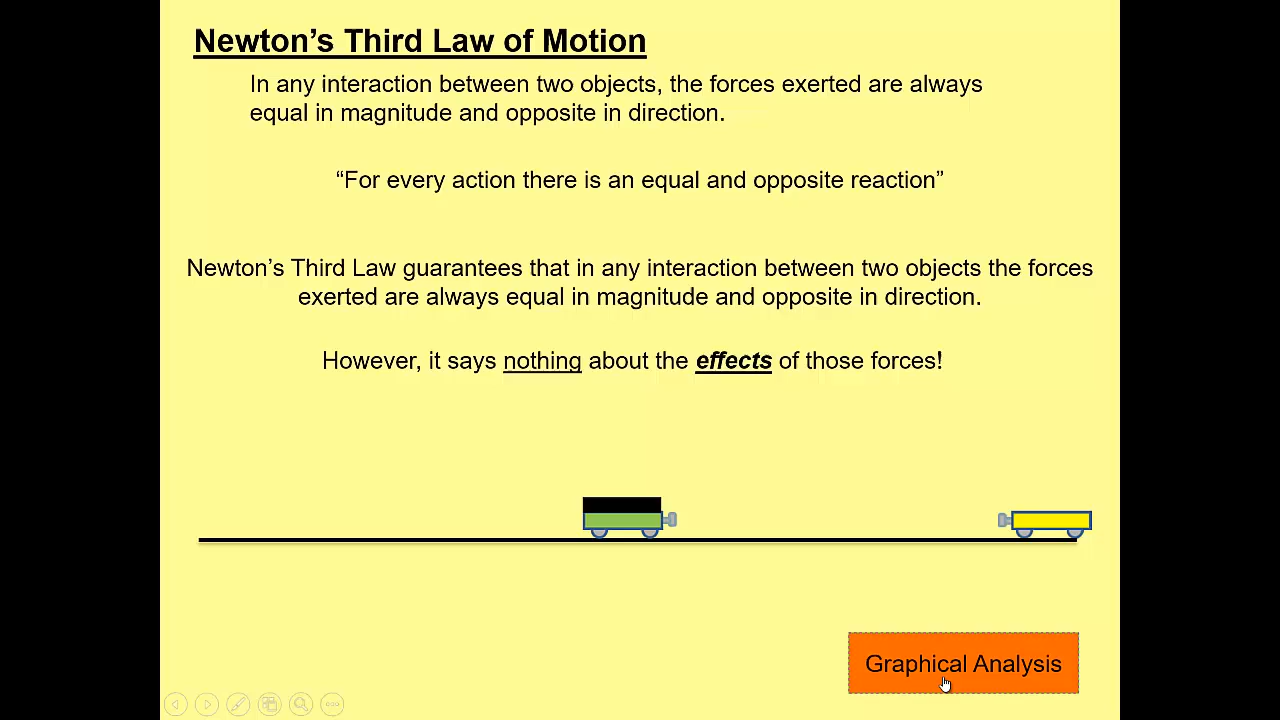 Newton’s Third Law of Motion
In any interaction between two objects, the forces exerted are always
equal in magnitude and opposite in direction.
“For every action there is an equal and opposite reaction”
Newton’s Third Law guarantees that in any interaction between two objects the forces
exerted are always equal in magnitude and opposite in direction.
However, it says nothing about the effects of those forces!
Graphical Analysis